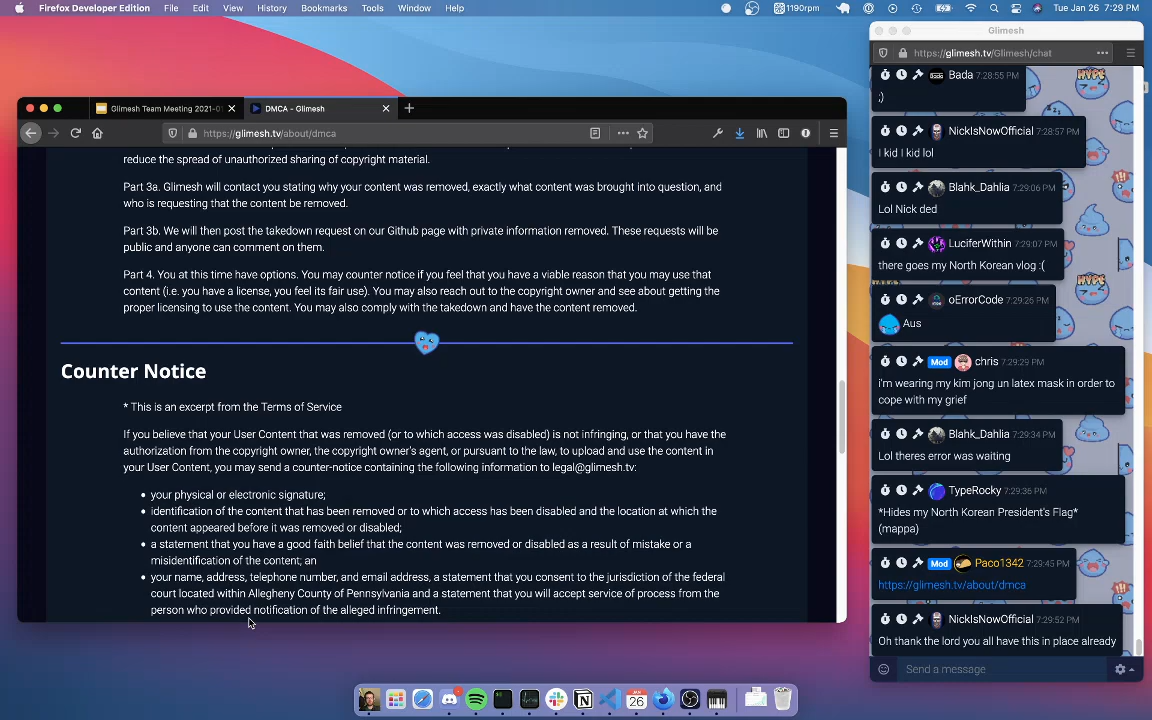 Firefox Developer Edition File Edit View History Bookmarks Tools Window Help 1190rpm Tue Jan 26 7:29 PM
Glimesh Team Meeting 2021-0
DMCA - Glimesh
https://glimesh.tv/about/dmca
reduce the spread of unauthorized sharing of copyright material.
Part 3a. Glimesh will contact you stating why your content was removed, exactly what content was brought into question, and
who is requesting that the content be removed.
Part 3b. We will then post the takedown request on our Github page with private information removed. These requests will be
public and anyone can comment on them.
Part 4. You at this time have options. You may counter notice if you feel that you have a viable reason that you may use that
content (i.e. you have a license, you feel its fair use). You may also reach out to the copyright owner and see about getting the
proper licensing to use the content. You may also comply with the takedown and have the content removed.
Counter Notice
* This is an excerpt from the Terms of Service
If you believe that your User Content that was removed (or to which access was disabled) is not infringing, or that you have the
authorization from the copyright owner, the copyright owner's agent, or pursuant to the law, to upload and use the content in
your User Content, you may send a counter-notice containing the following information to legal@glimesh.tv:
• your physical or electronic signature;
• identification of the content that has been removed or to which access has been disabled and the location at which the
content appeared before it was removed or disabled;
• a statement that you have a good faith belief that the content was removed or disabled as a result of mistake or a
misidentification of the content; an
• your name, address, telephone number, and email address, a statement that you consent to the jurisdiction of the federal
court located within Allegheny County of Pennsylvania and a statement that you will accept service of process from the
person who provided notification of the alleged infringement.
Glimesh
https://glimesh.tv/Glimesh/chat
Bada 7:28:55 PM
;)
NickIsNowOfficial 7:28:57 PM
I kid I kid lol
Blahk_Dahlia 7:29:06 PM
Lol Nick ded
LuciferWithin 7:29:07 PM
there goes my North Korean vlog :(
oErrorCode 7:29:26 PM
Aus
Mod chris 7:29:29 PM
i'm wearing my kim jong un latex mask in order to
cope with my grief
Blahk_Dahlia 7:29:34 PM
Lol theres error was waiting
TypeRocky 7:29:36 PM
*Hides my North Korean President's Flag*
(mappa)
Mod Paco1342 7:29:45 PM
https://glimesh.tv/about/dmca
NickIsNowOfficial 7:29:52 PM
Oh thank the lord you all have this in place already
Send a message
JAN
26